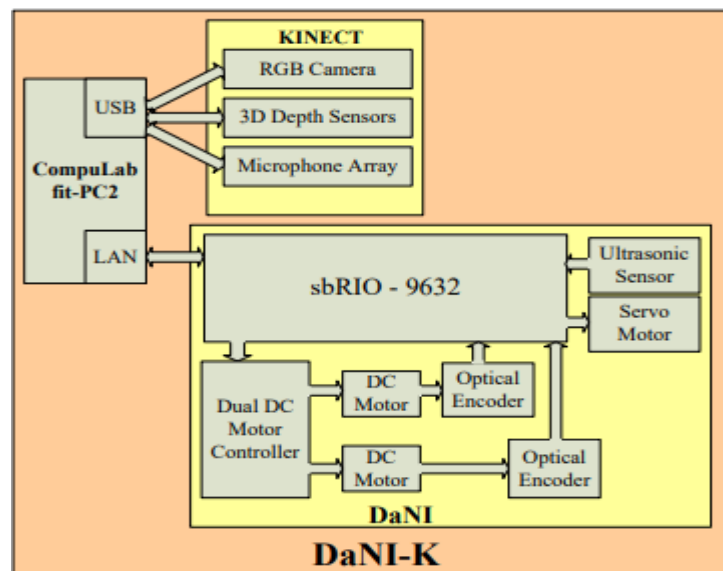 KINECT
RGB Camera
3D Depth Sensors
Microphone Array
USB
CompuLab
fit-PC2
LAN
sbRIO - 9632
Ultrasonic
Sensor
Servo
Motor
Dual DC
Motor
Controller
DC
Motor
Optical
Encoder
DC
Motor
Optical
Encoder
DaNI
DaNI-K